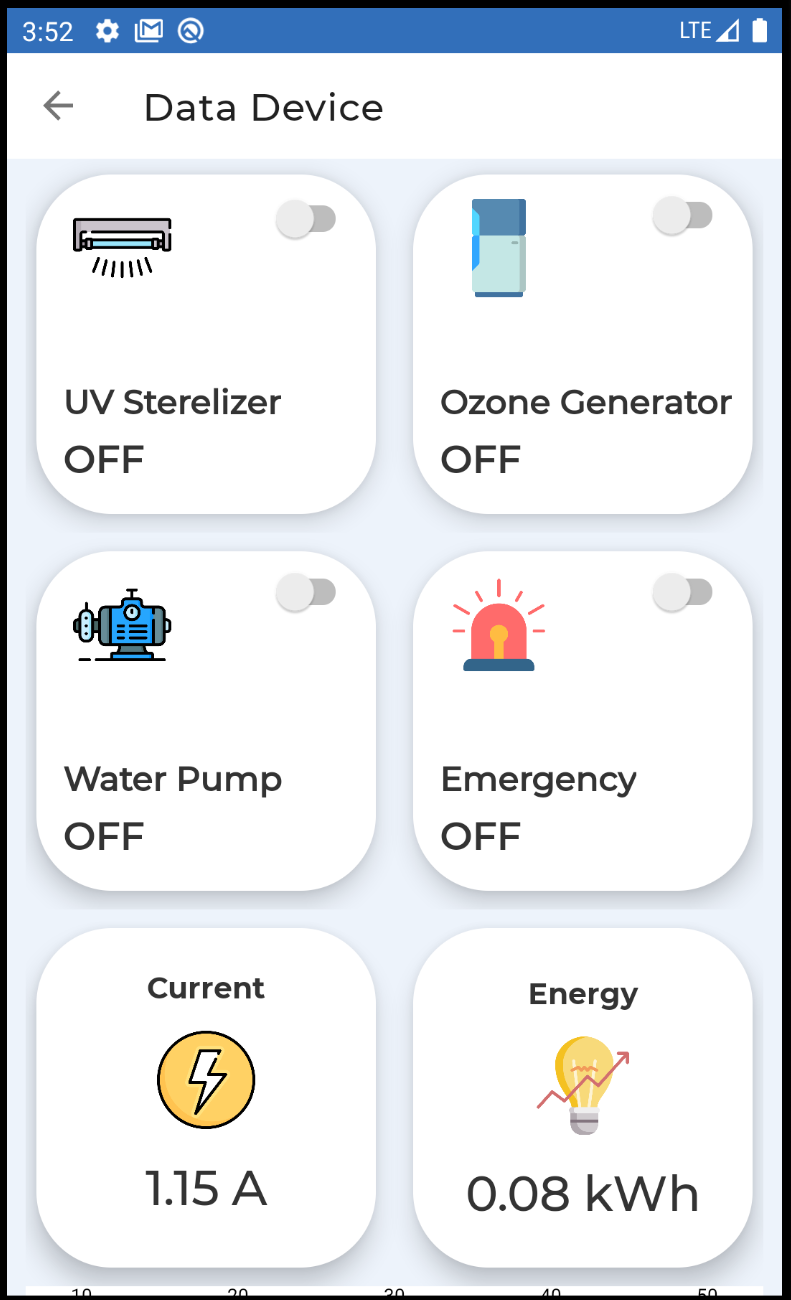 3:52 LTE
Data Device
UV Sterelizer
OFF
Ozone Generator
OFF
Water Pump
OFF
Emergency
OFF
Current
1.15 A
Energy
0.08 kWh
10 20 30 40 50